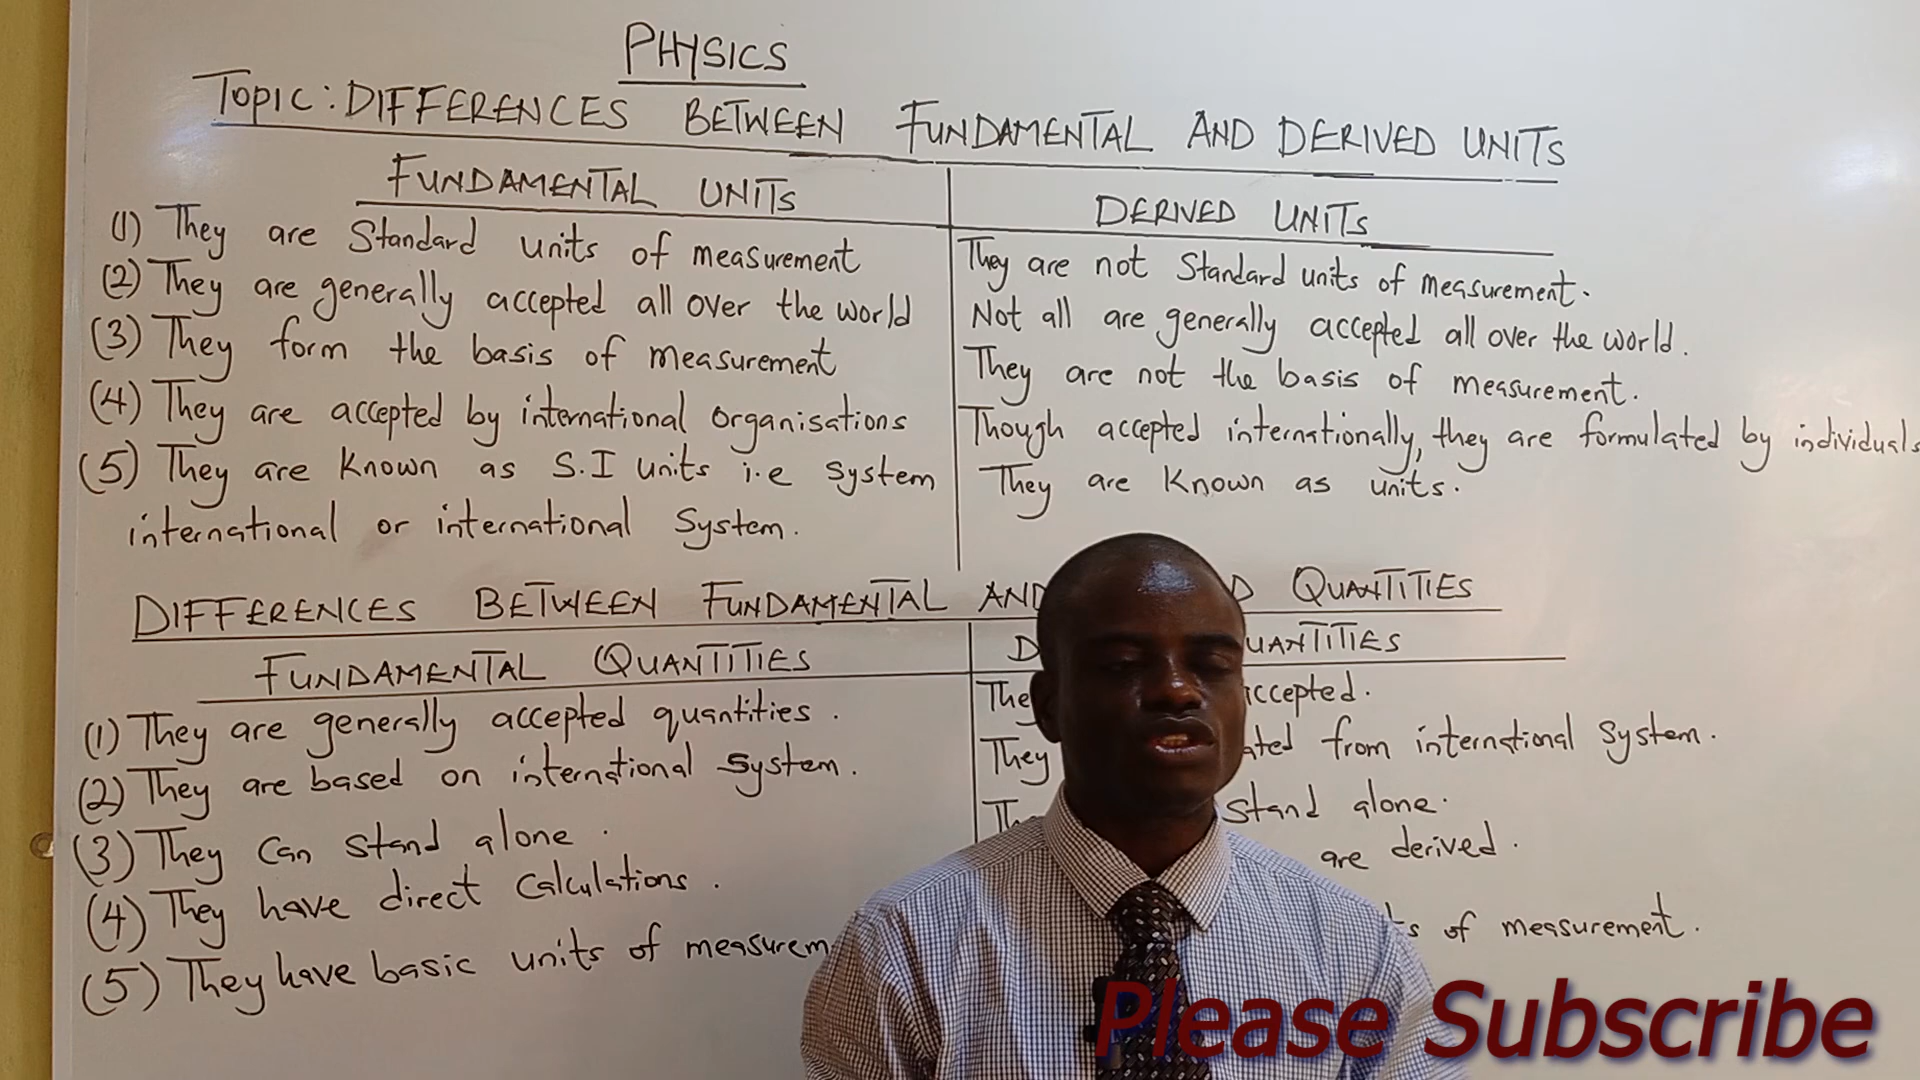 PHYSICS
Topic: DIFFERENCES BETWEEN FUNDAMENTAL AND DERIVED UNITS
FUNDAMENTAL UNITS
(1) They are Standard units of measurement
(2) They are generally accepted all over the world
(3) They form the basis of measurement
(4) They are accepted by international organisations
(5) They are Known as S.I units i.e System
international or international System.
DERIVED UNITS
They are not Standard units of measurement.
Not all are generally accepted all over the world.
They are not the basis of measurement.
Though accepted internationally, they are formulated by individuals
They are Known as units.
DIFFERENCES BETWEEN FUNDAMENTAL AND QUANTITIES
FUNDAMENTAL QUANTITIES
(1) They are generally accepted quantities.
(2) They are based on international System.
(3) They can stand alone.
(4) They have direct calculations.
(5) They have basic units of
accepted.
They from international System.
stand alone.
are derived.
of measurement.
Please Subscribe